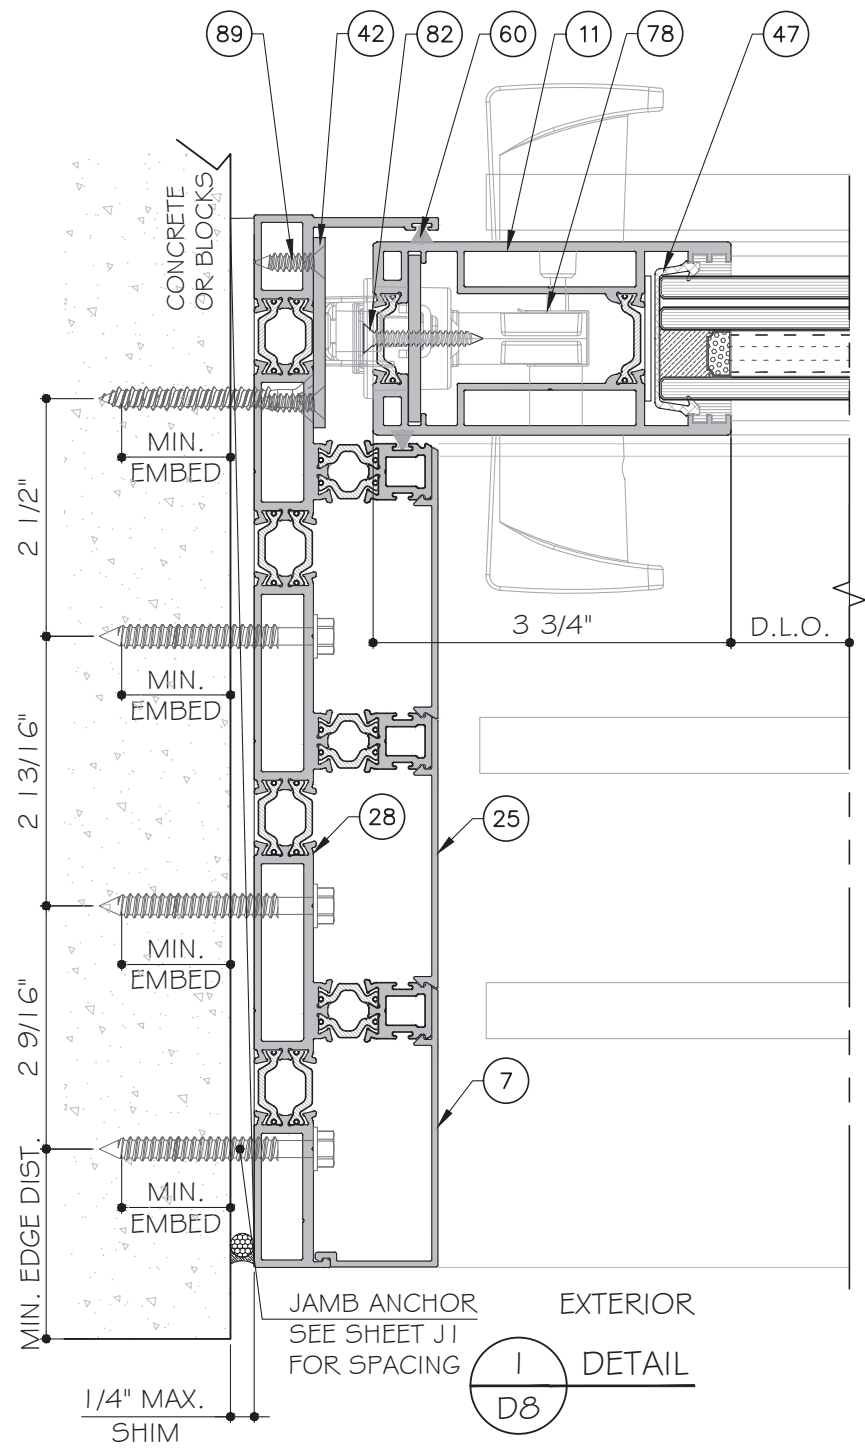 89
42
82
60
11
78
47
CONCRETE
OR BLOCKS
MIN.
EMBED
2 1/2"
3 3/4"
D.L.O.
MIN.
EMBED
2 13/16"
28
25
MIN.
EMBED
2 9/16"
7
MIN.
EMBED
MIN. EDGE DIST.
JAMB ANCHOR
SEE SHEET J1
FOR SPACING
EXTERIOR
1
DETAIL
D8
1/4" MAX.
SHIM